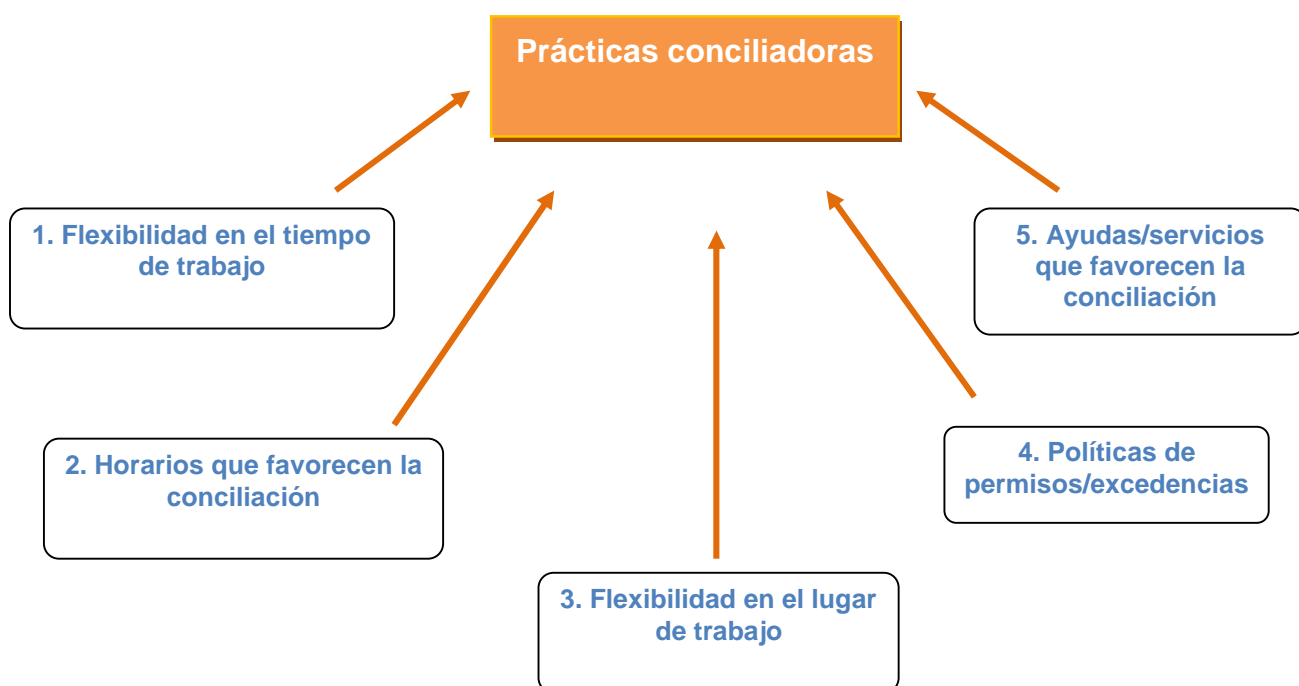 Prácticas conciliadoras
1. Flexibilidad en el tiempo
de trabajo
2. Horarios que favorecen la
conciliación
3. Flexibilidad en el lugar
de trabajo
4. Políticas de
permisos/excedencias
5. Ayudas/servicios
que favorecen la
conciliación